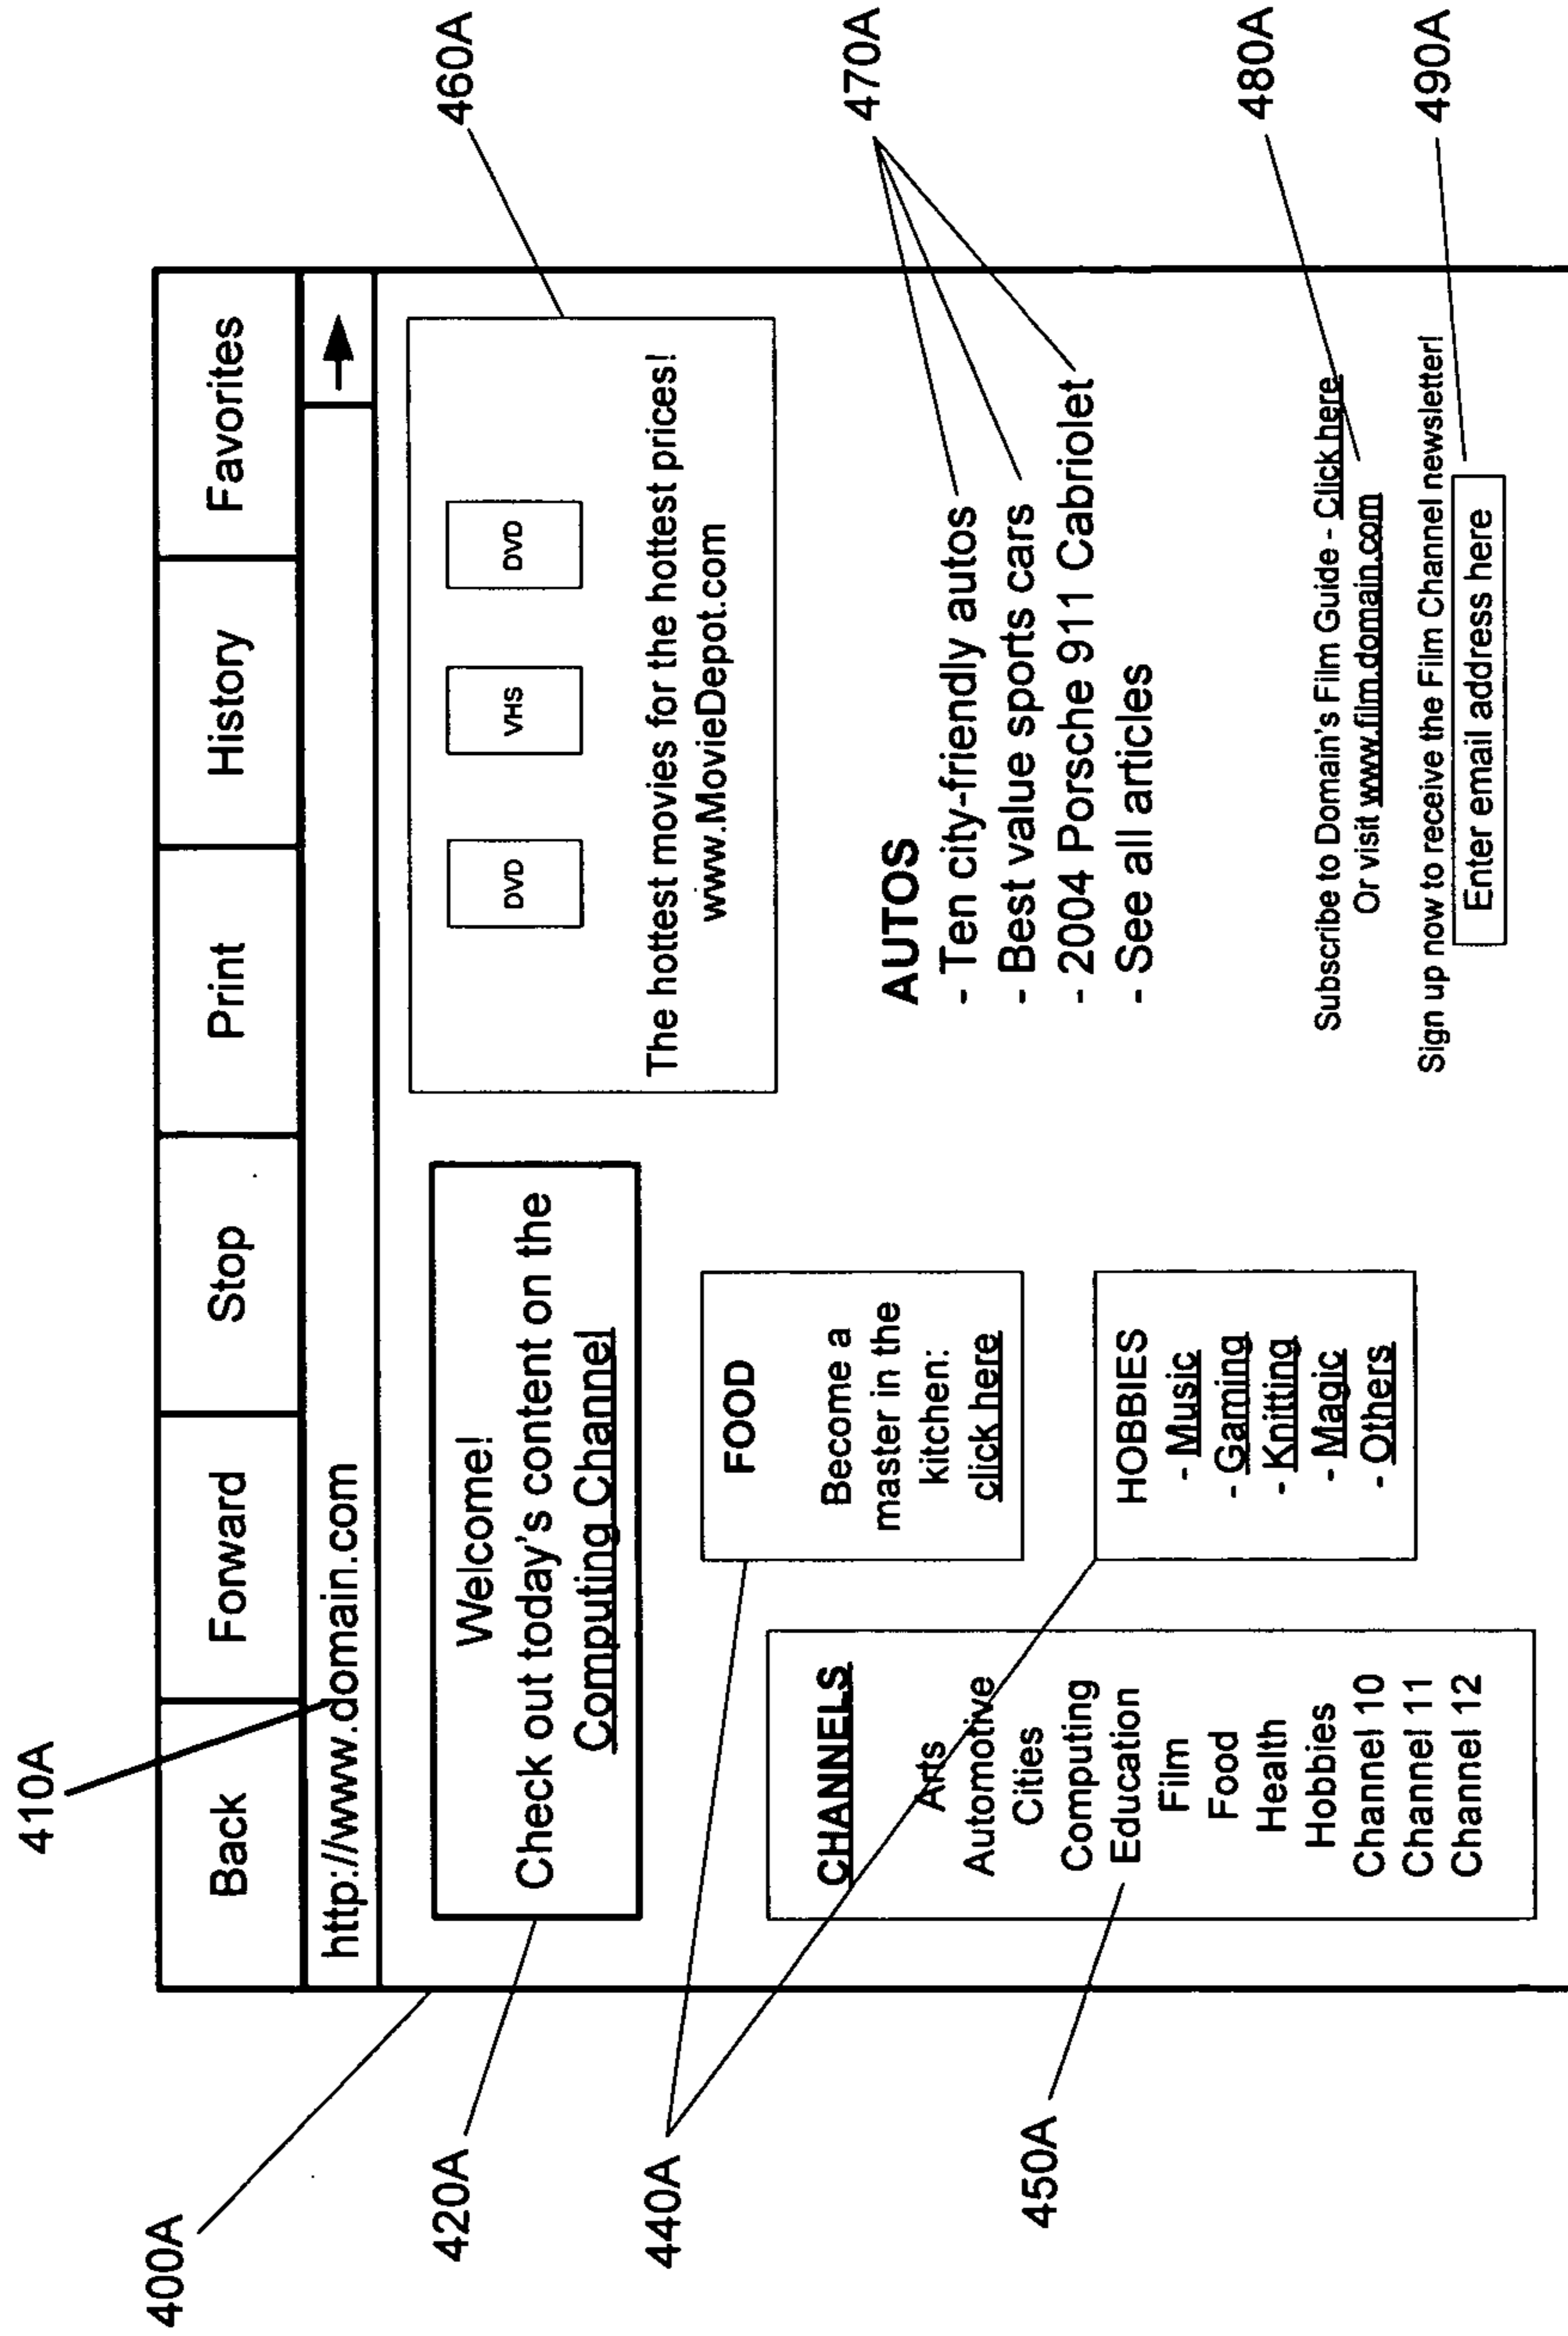 410A
400A
Back
Forward
Stop
Print
History
Favorites
http://www.domain.com
420A
Welcome!
Check out today's content on the
Computing Channel
460A
DVD
VHS
DVD
The hottest movies for the hottest prices!
www.MovieDepot.com
440A
FOOD
Become a
master in the
kitchen:
click here
450A
CHANNELS
Arts
Automotive
Cities
Computing
Education
Film
Food
Health
Hobbies
Channel 10
Channel 11
Channel 12
HOBBIES
- Music
- Gaming
- Knitting
- Magic
- Others
470A
AUTOS
- Ten city-friendly autos
- Best value sports cars
- 2004 Porsche 911 Cabriolet
- See all articles
480A
Subscribe to Domain's Film Guide - Click here
Or visit www.film.domain.com
490A
Sign up now to receive the Film Channel newsletter!
Enter email address here